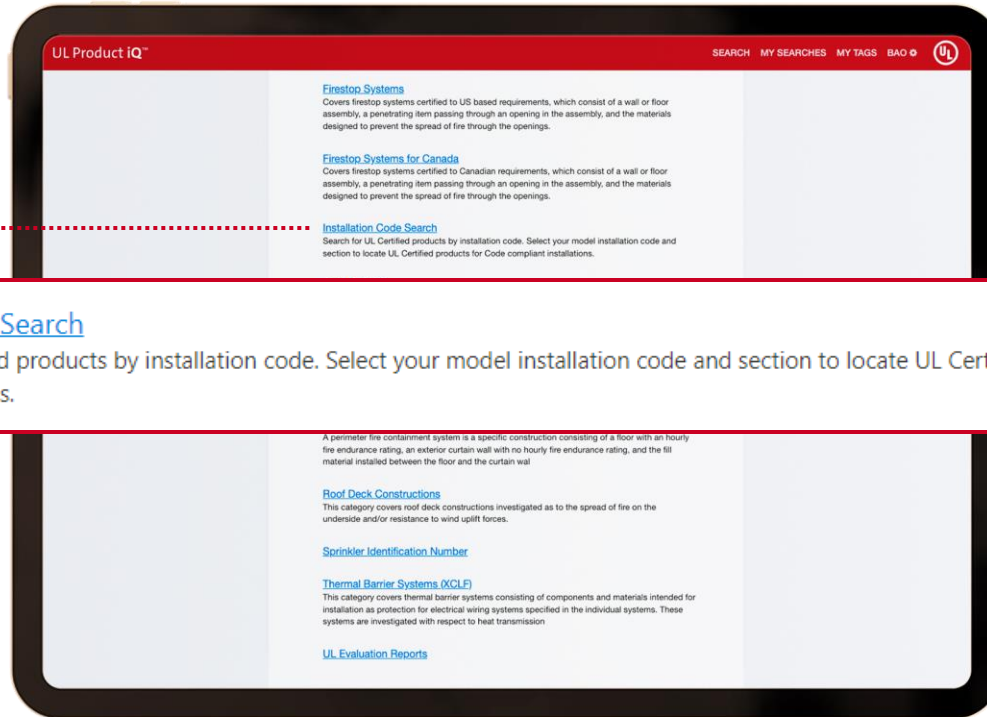 UL Product iQ™
SEARCH MY SEARCHES MY TAGS BAO
UL
Firestop Systems
Covers firestop systems certified to US based requirements, which consist of a wall or floor
assembly, a penetrating item passing through an opening in the assembly, and the materials
designed to prevent the spread of fire through the openings.
Firestop Systems for Canada
Covers firestop systems certified to Canadian requirements, which consist of a wall or floor
assembly, a penetrating item passing through an opening in the assembly, and the materials
designed to prevent the spread of fire through the openings.
Installation Code Search
Search for UL Certified products by installation code. Select your model installation code and
section to locate UL Certified products for Code compliant installations.
Search
d products by installation code. Select your model installation code and section to locate UL Cert
s.
A perimeter fire containment system is a specific construction consisting of a floor with an hourly
fire endurance rating, an exterior curtain wall with no hourly fire endurance rating, and the fill
material installed between the floor and the curtain wal
Roof Deck Constructions
This category covers roof deck constructions investigated as to the spread of fire on the
underside and/or resistance to wind uplift forces.
Sprinkler Identification Number
Thermal Barrier Systems (XCLF)
This category covers thermal barrier systems consisting of components and materials intended for
installation as protection for electrical wiring systems specified in the individual systems. These
systems are investigated with respect to heat transmission
UL Evaluation Reports